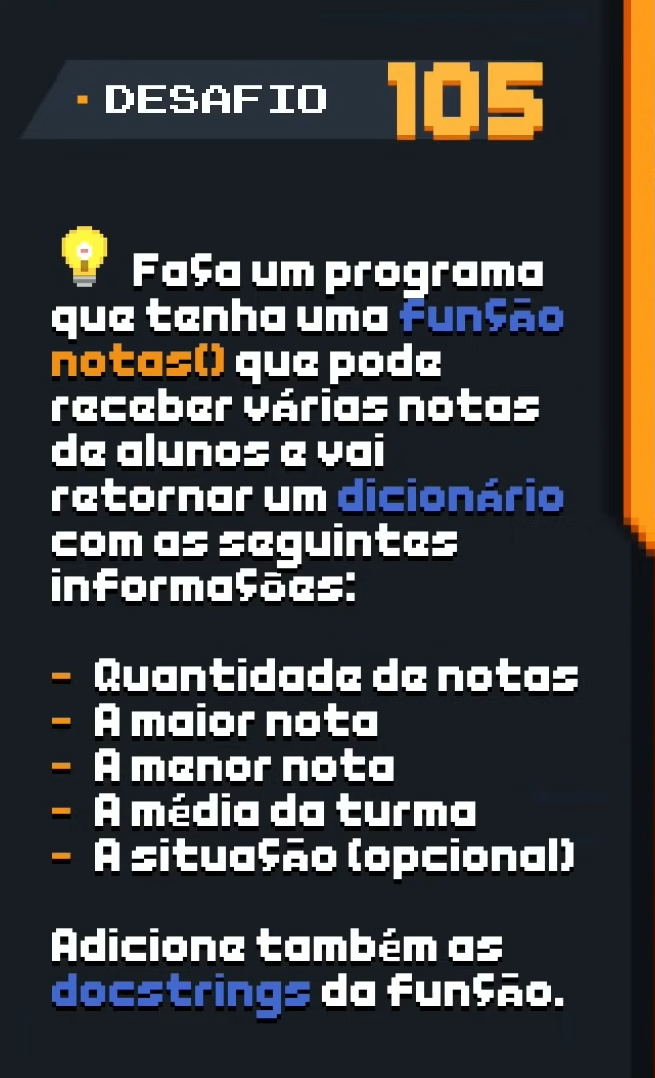 DESAFIO 105
Faça um programa
que tenha uma função
notas() que pode
receber várias notas
de alunos e vai
retornar um dicionário
com as seguintes
informações:
- Quantidade de notas
- A maior nota
- A menor nota
- A média da turma
- A situação (opcional)
Adicione também as
docstrings da função.